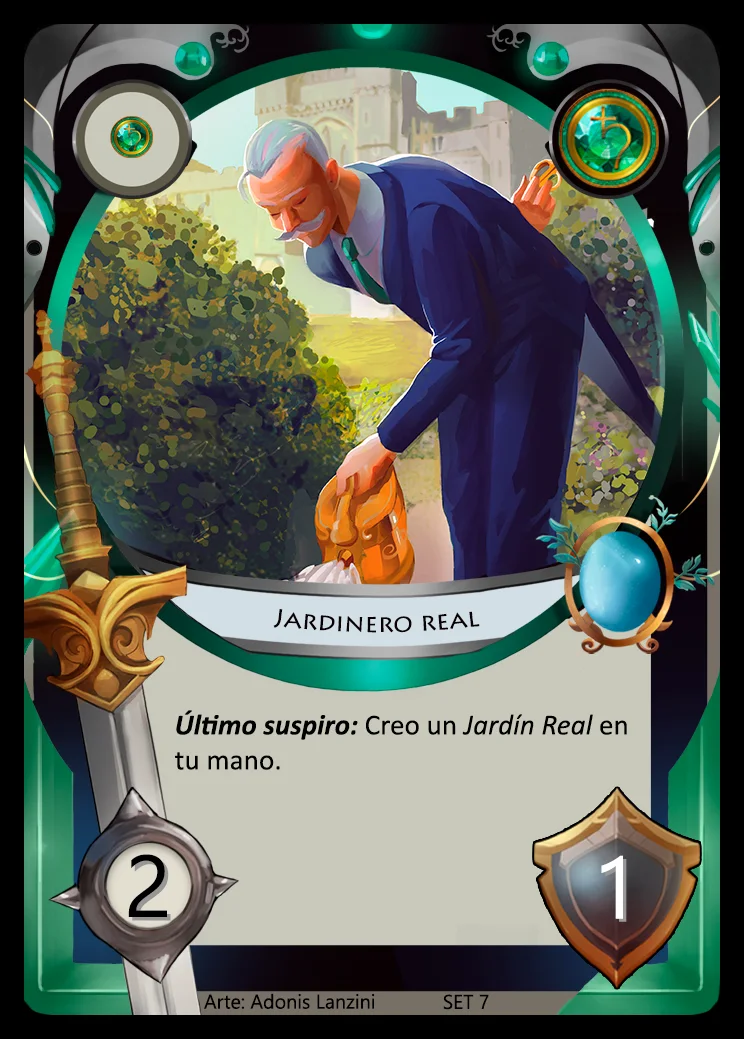 Jardinero real
Último suspiro: Creo un Jardín Real en
tu mano.
2
1
Arte: Adonis Lanzini SET 7